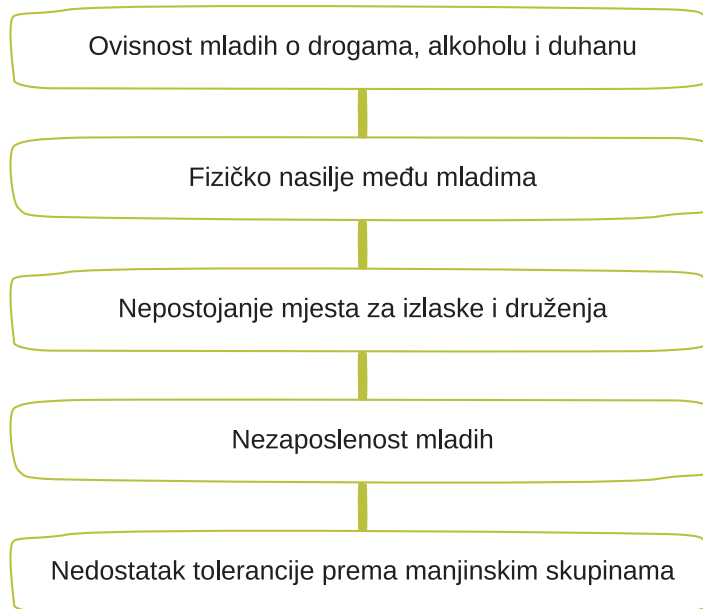 Ovisnost mladih o drogama, alkoholu i duhanu
Fizičko nasilje među mladima
Nepostojanje mjesta za izlaske i druženja
Nezaposlenost mladih
Nedostatak tolerancije prema manjinskim skupinama